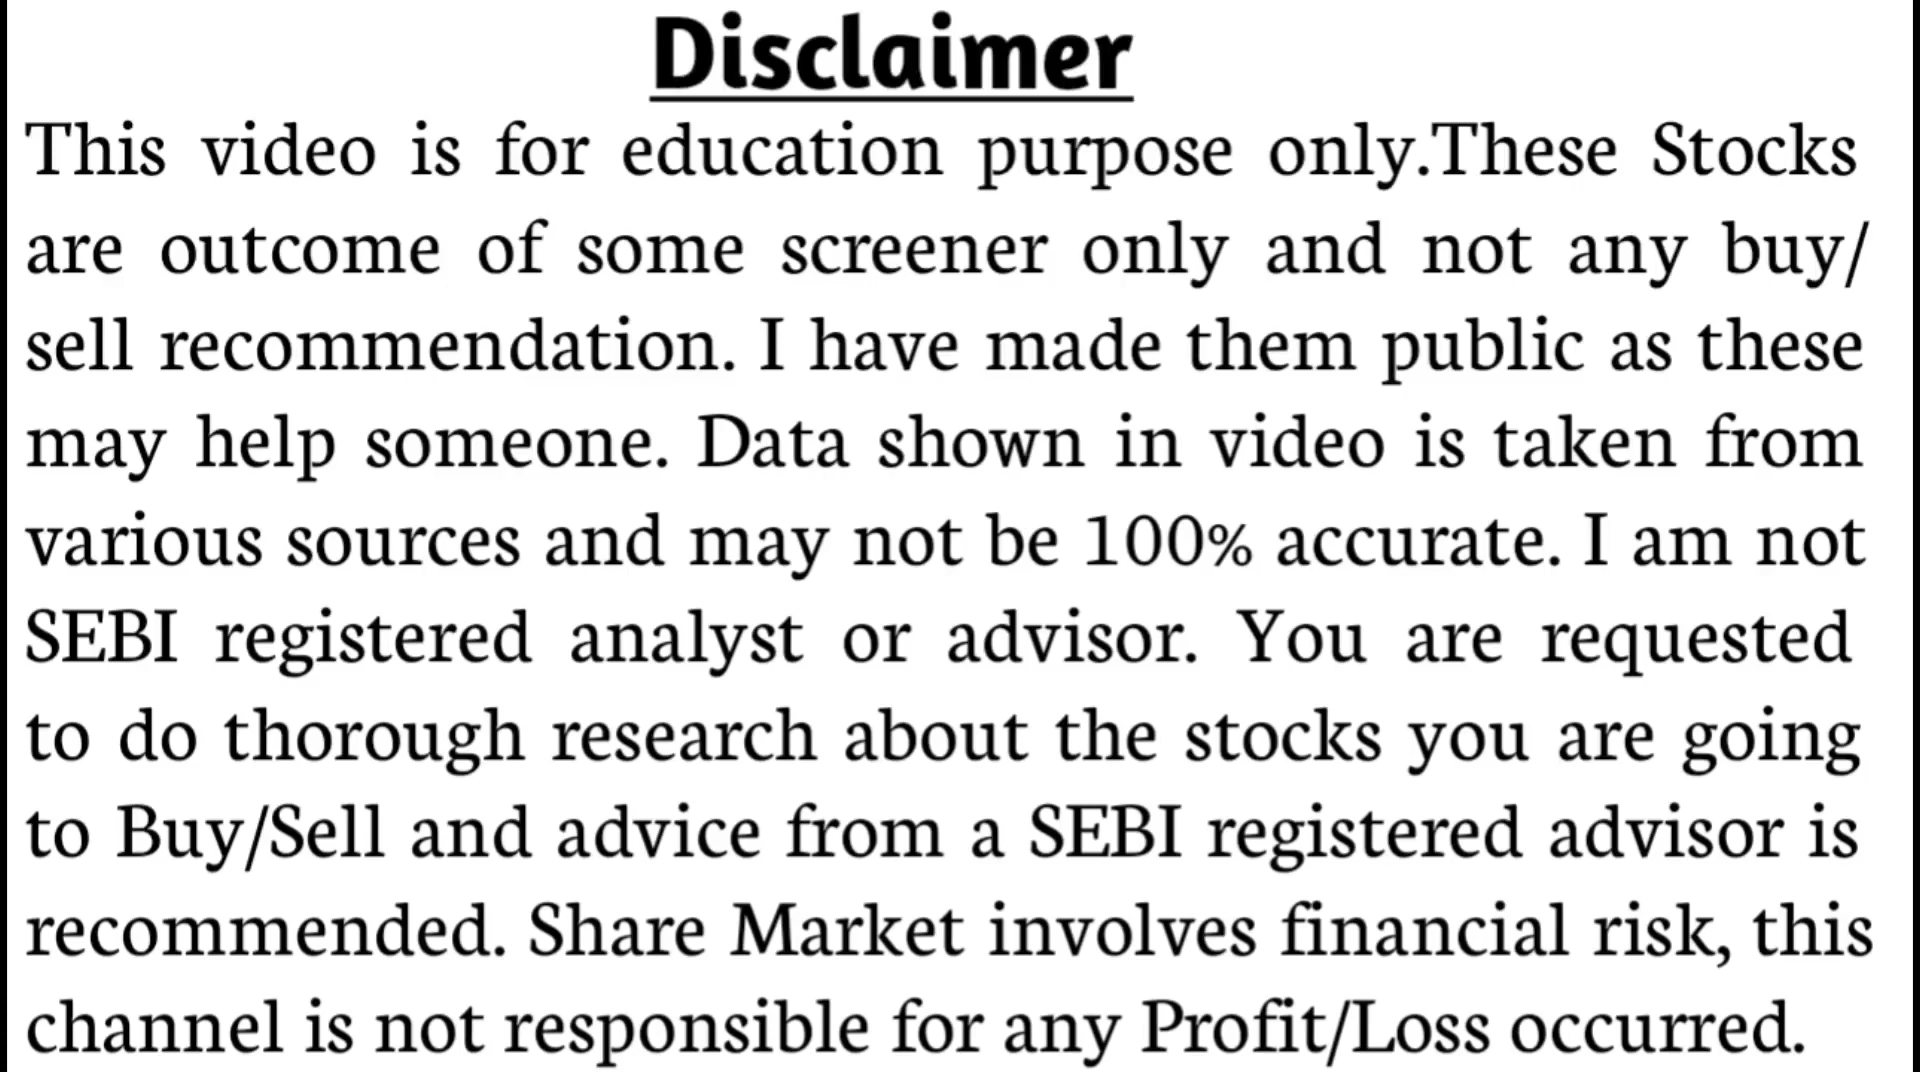 Disclaimer
This video is for education purpose only.These Stocks
are outcome of some screener only and not any buy/
sell recommendation. I have made them public as these
may help someone. Data shown in video is taken from
various sources and may not be 100% accurate. I am not
SEBI registered analyst or advisor. You are requested
to do thorough research about the stocks you are going
to Buy/Sell and advice from a SEBI registered advisor is
recommended. Share Market involves financial risk, this
channel is not responsible for any Profit/Loss occurred.